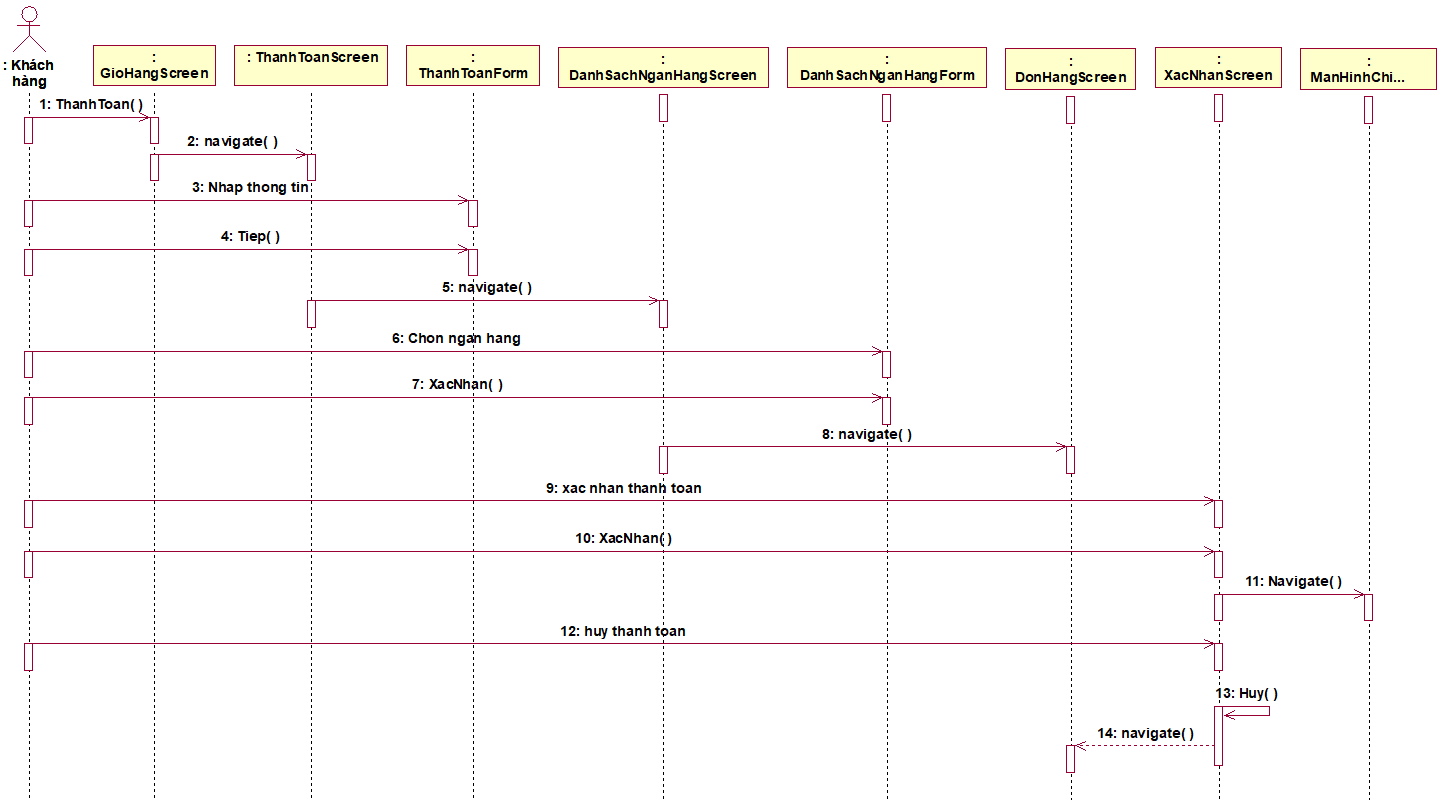 : Khách
hàng
:
GioHangScreen
: ThanhToanScreen
:
ThanhToanForm
:
DanhSachNganHangScreen
:
DanhSachNganHangForm
:
DonHangScreen
:
XacNhanScreen
:
ManHinhChi...
1: ThanhToan( )
2: navigate( )
3: Nhap thong tin
4: Tiep( )
5: navigate( )
6: Chon ngan hang
7: XacNhan( )
8: navigate( )
9: xac nhan thanh toan
10: XacNhan( )
11: Navigate( )
12: huy thanh toan
13: Huy( )
14: navigate( )